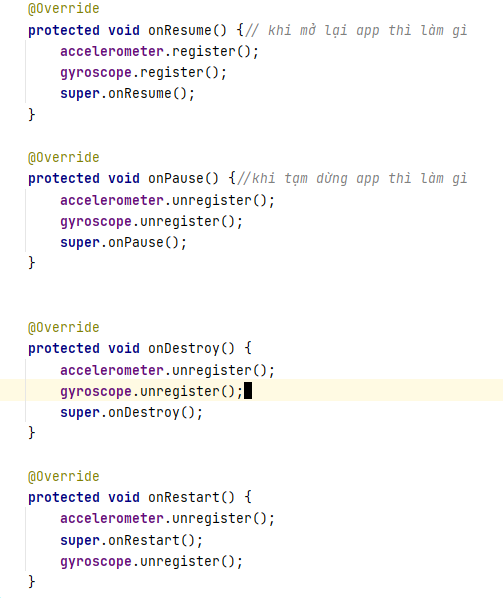 @Override
protected void onResume() {// khi mở lại app thì làm gì
accelerometer.register();
gyroscope.register();
super.onResume();
}
@Override
protected void onPause() {//khi tạm dừng app thì làm gì
accelerometer.unregister();
gyroscope.unregister();
super.onPause();
}
@Override
protected void onDestroy() {
accelerometer.unregister();
gyroscope.unregister();
super.onDestroy();
}
@Override
protected void onRestart() {
accelerometer.unregister();
super.onRestart();
gyroscope.unregister();
}